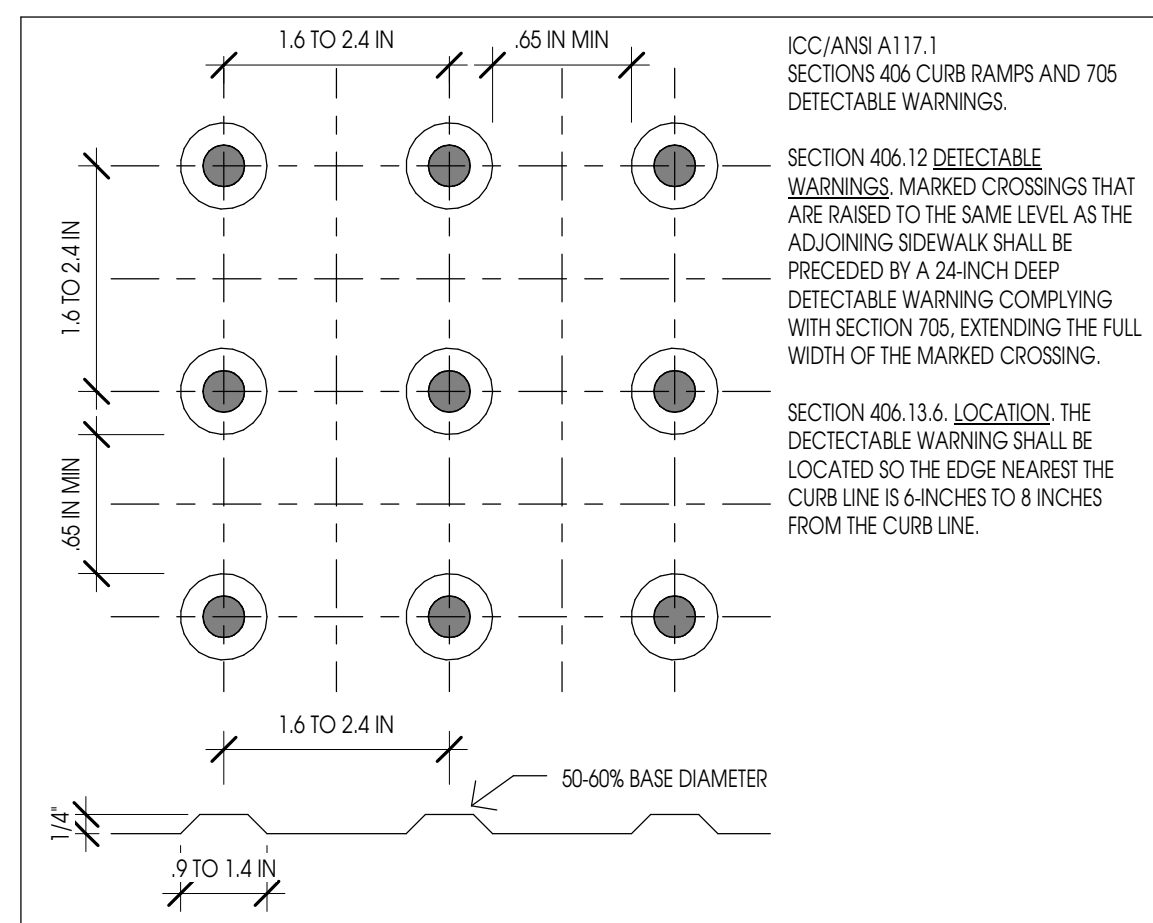 1.6 TO 2.4 IN
.65 IN MIN
ICC/ANSI A117.1
SECTIONS 406 CURB RAMPS AND 705
DETECTABLE WARNINGS.
SECTION 406.12 DETECTABLE
WARNINGS. MARKED CROSSINGS THAT
ARE RAISED TO THE SAME LEVEL AS THE
ADJOINING SIDEWALK SHALL BE
PRECEDED BY A 24-INCH DEEP
DETECTABLE WARNING COMPLYING
WITH SECTION 705, EXTENDING THE FULL
WIDTH OF THE MARKED CROSSING.
SECTION 406.13.6. LOCATION. THE
DECTECTABLE WARNING SHALL BE
LOCATED SO THE EDGE NEAREST THE
CURB LINE IS 6-INCHES TO 8 INCHES
FROM THE CURB LINE.
1.6 TO 2.4 IN
.65 IN MIN
1.6 TO 2.4 IN
50-60% BASE DIAMETER
1/4"
.9 TO 1.4 IN